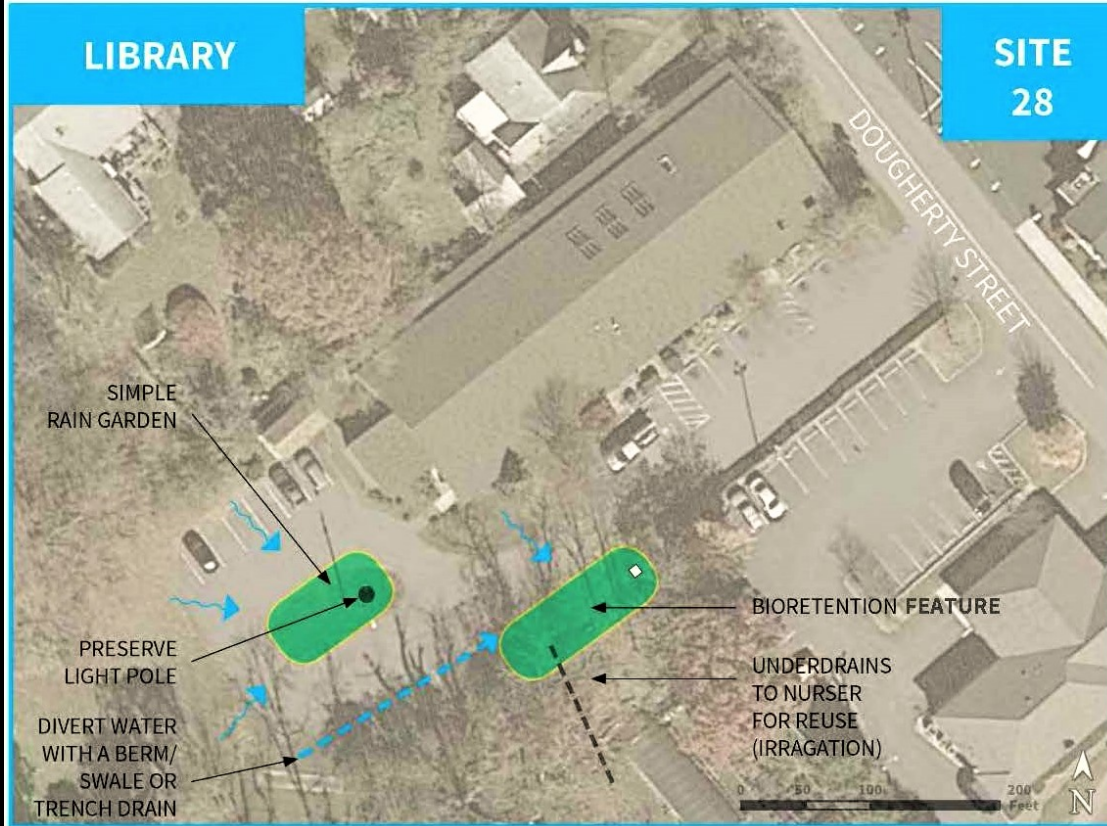 LIBRARY
SITE
28
DOUGHERTY STREET
SIMPLE
RAIN GARDEN
PRESERVE
LIGHT POLE
DIVERT WATER
WITH A BERM/
SWALE OR
TRENCH DRAIN
BIORETENTION FEATURE
UNDERDRAINS
TO NURSER
FOR REUSE
(IRRAGATION)
0 50 100 200
Feet
N